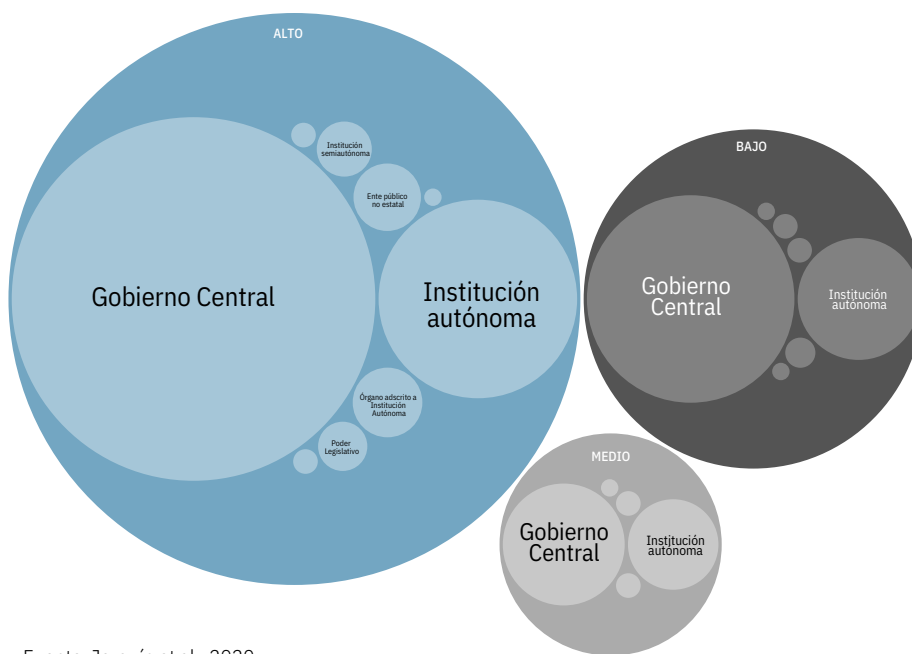 ALTO
Institución
semiautónoma
Ente público
no estatal
Gobierno Central
Institución
autónoma
Órgano adscrito a
Institución
Autónoma
Poder
Legislativo
BAJO
Gobierno
Central
Institución
autónoma
MEDIO
Gobierno
Central
Institución
autónoma